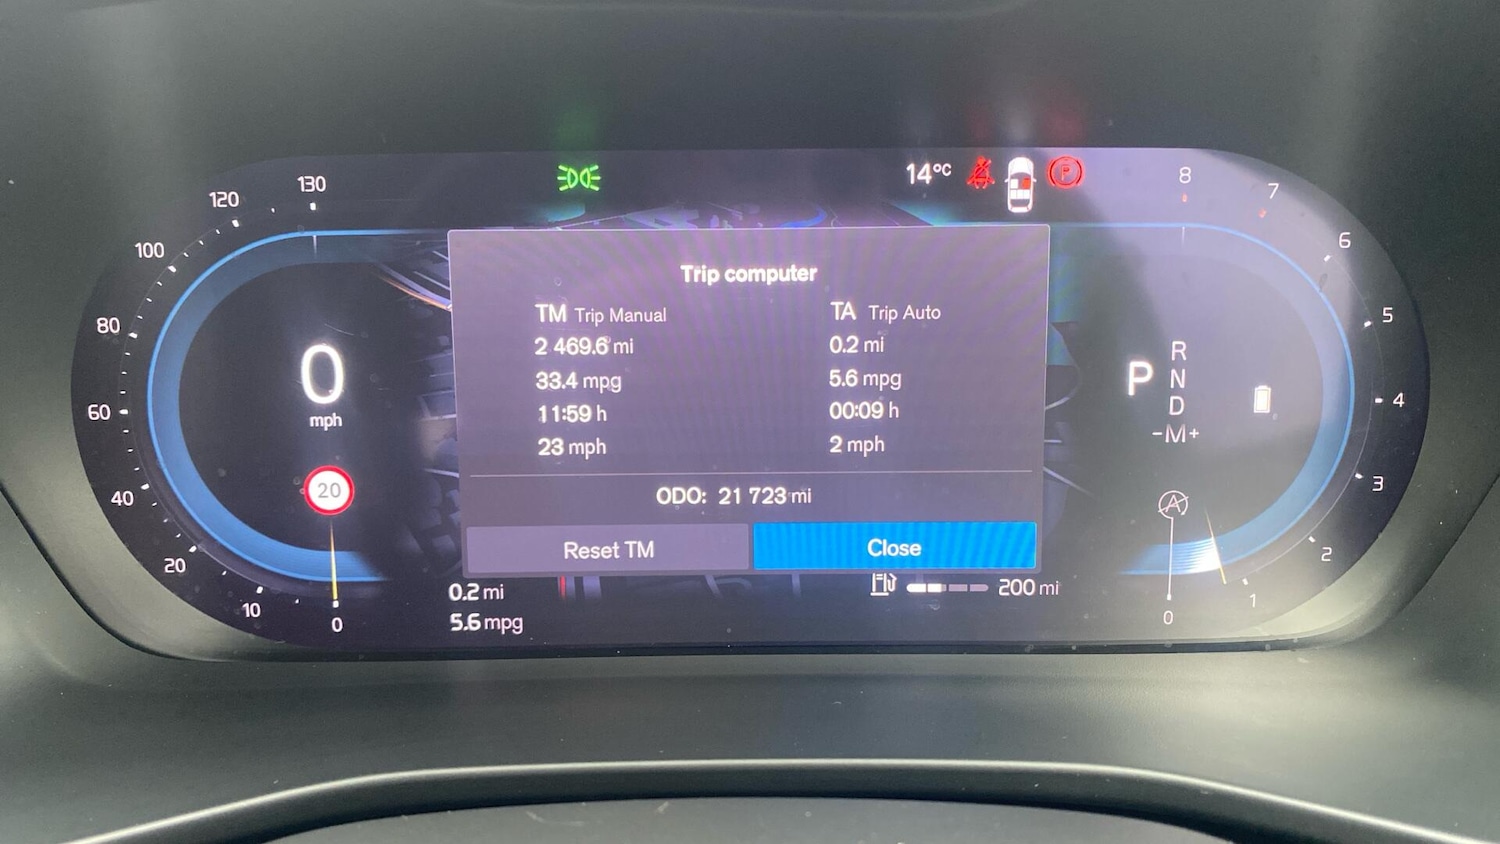 14°C
130
120
100
80
60
40
20
10
0
0
mph
20
Trip computer
TM Trip Manual
2 469.6 mi
33.4 mpg
11:59 h
23 mph
TA Trip Auto
0.2 mi
5.6 mpg
00:09 h
2 mph
ODO: 21 723 mi
Reset TM
Close
0.2 mi
5.6 mpg
200 mi
P
8
7
6
5
4
3
2
1
0
P
R
N
D
-M+
A